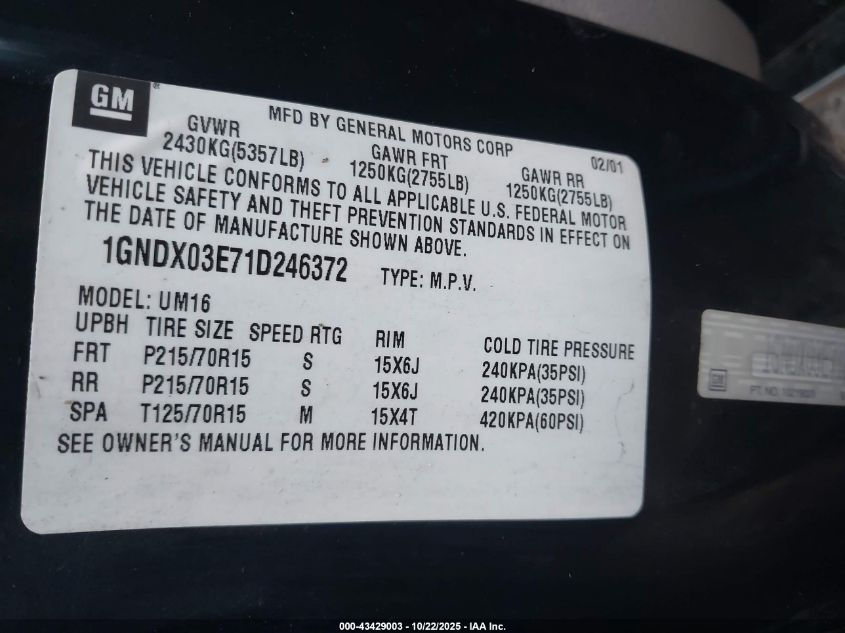 GM
MFD BY GENERAL MOTORS CORP 02/01
GVWR GAWR FRT GAWR RR
2430KG(5357LB) 1250KG(2755LB) 1250KG(2755LB)
THIS VEHICLE CONFORMS TO ALL APPLICABLE U.S. FEDERAL MOTOR
VEHICLE SAFETY AND THEFT PREVENTION STANDARDS IN EFFECT ON
THE DATE OF MANUFACTURE SHOWN ABOVE.
1GNDX03E71D246372 TYPE: M.P.V.
MODEL: UM16
UPBH TIRE SIZE SPEED RTG RIM COLD TIRE PRESSURE
FRT P215/70R15 S 15X6J 240KPA(35PSI)
RR P215/70R15 S 15X6J 240KPA(35PSI)
SPA T125/70R15 M 15X4T 420KPA(60PSI)
SEE OWNER'S MANUAL FOR MORE INFORMATION.
GM
PT. NO.
000-43429003 - 10/22/2025 - IAA Inc.